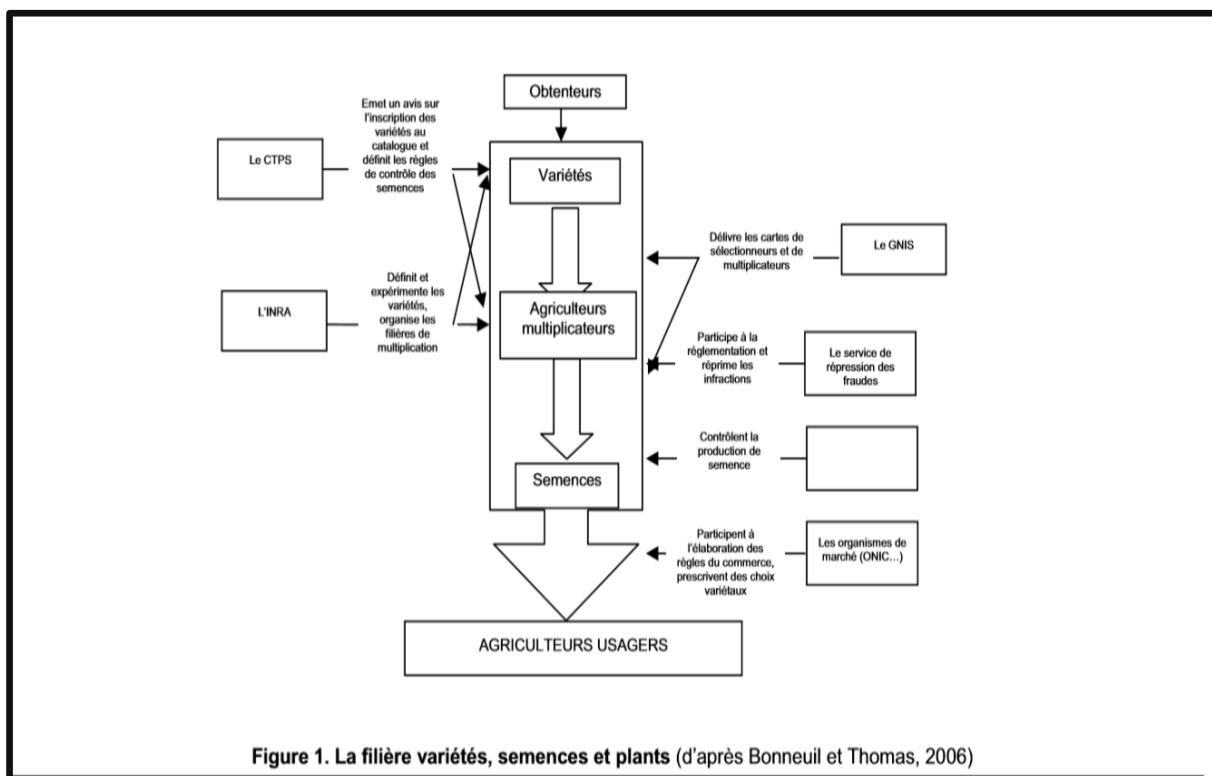 Obtenteurs
Emet un avis sur
l'inscription des
variétés au
catalogue et
définit les règles
de contrôle des
semences
Le CTPS
Variétés
Délivre les cartes de
sélectionneurs et de
multiplicateurs
Le GNIS
Définit et
expérimente les
variétés,
organise les
filières de
multiplication
L'INRA
Agriculteurs
multiplicateurs
Participe à la
réglementation et
réprime les
infractions
Le service de
répression des
fraudes
Contrôlent la
production de
semence
Semences
Participent à
l'élaboration des
règles du commerce,
prescrivent des choix
variétaux
Les organismes de
marché (ONIC...)
AGRICULTEURS USAGERS
Figure 1. La filière variétés, semences et plants (d'après Bonneuil et Thomas, 2006)